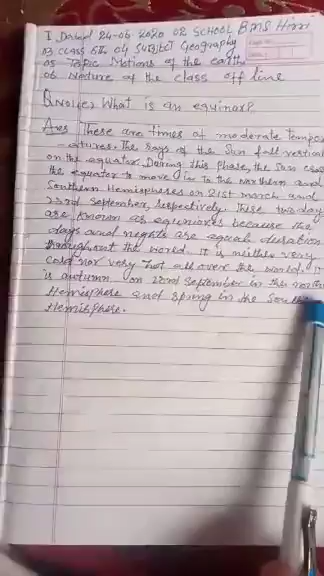 I Dated 24-06 2020 02 SCHOOL BMS Hirri
03 class 6th 04 Subject Geography
05 Topic Motions of the earth
06 Nature of the class off line
Q No(1ey What is an equinox?
Ans These are times of moderate tempe
-ratures. The rays of the Sun fall vertical
on the equator. During this phase, the Sun cross
the equator to move in to the northern and
Southern Hemispheres on 21st march and
23rd september, respectively. These two days
are known as equinoxes because the
days and nights are equal duration
throughout the world. It is neither very
cold nor very hot all over the world. It
is autumn on 22rd september in the north
Hemisphere and Spring in the South
Hemisphere.